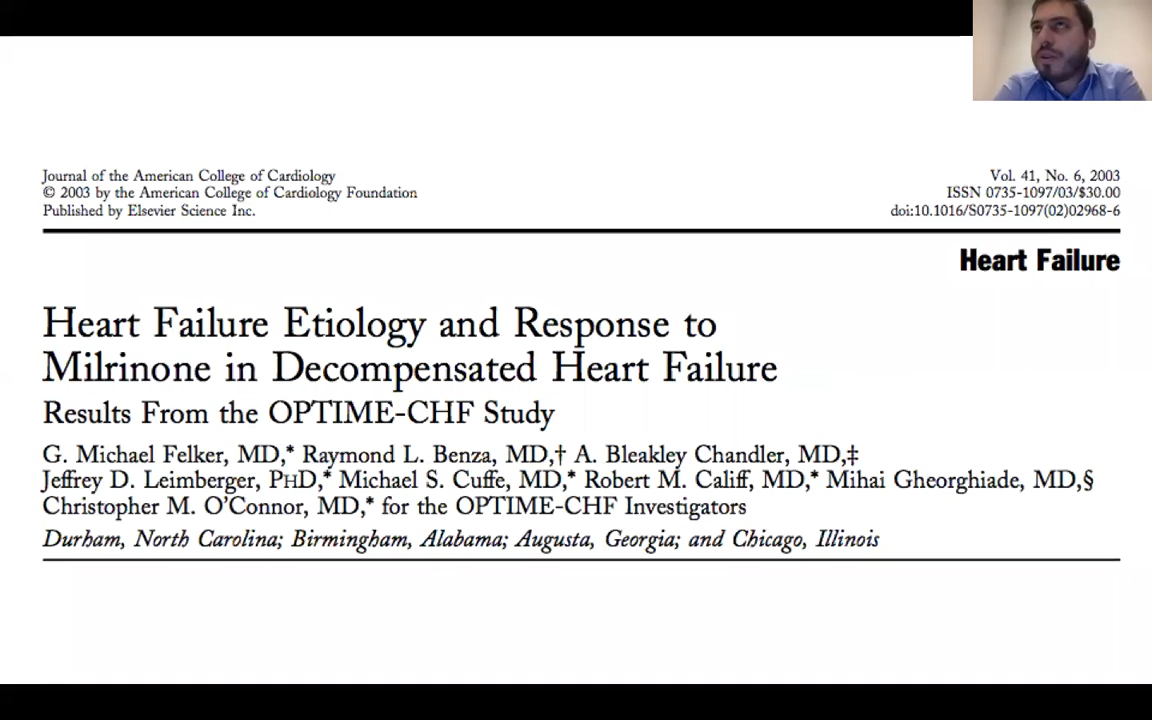 Journal of the American College of Cardiology
© 2003 by the American College of Cardiology Foundation
Published by Elsevier Science Inc.
Vol. 41, No. 6, 2003
ISSN 0735-1097/03/$30.00
doi:10.1016/S0735-1097(02)02968-6
Heart Failure
Heart Failure Etiology and Response to
Milrinone in Decompensated Heart Failure
Results From the OPTIME-CHF Study
G. Michael Felker, MD,* Raymond L. Benza, MD,† A. Bleakley Chandler, MD,‡
Jeffrey D. Leimberger, PHD,* Michael S. Cuffe, MD,* Robert M. Califf, MD,* Mihai Gheorghiade, MD,§
Christopher M. O'Connor, MD,* for the OPTIME-CHF Investigators
Durham, North Carolina; Birmingham, Alabama; Augusta, Georgia; and Chicago, Illinois